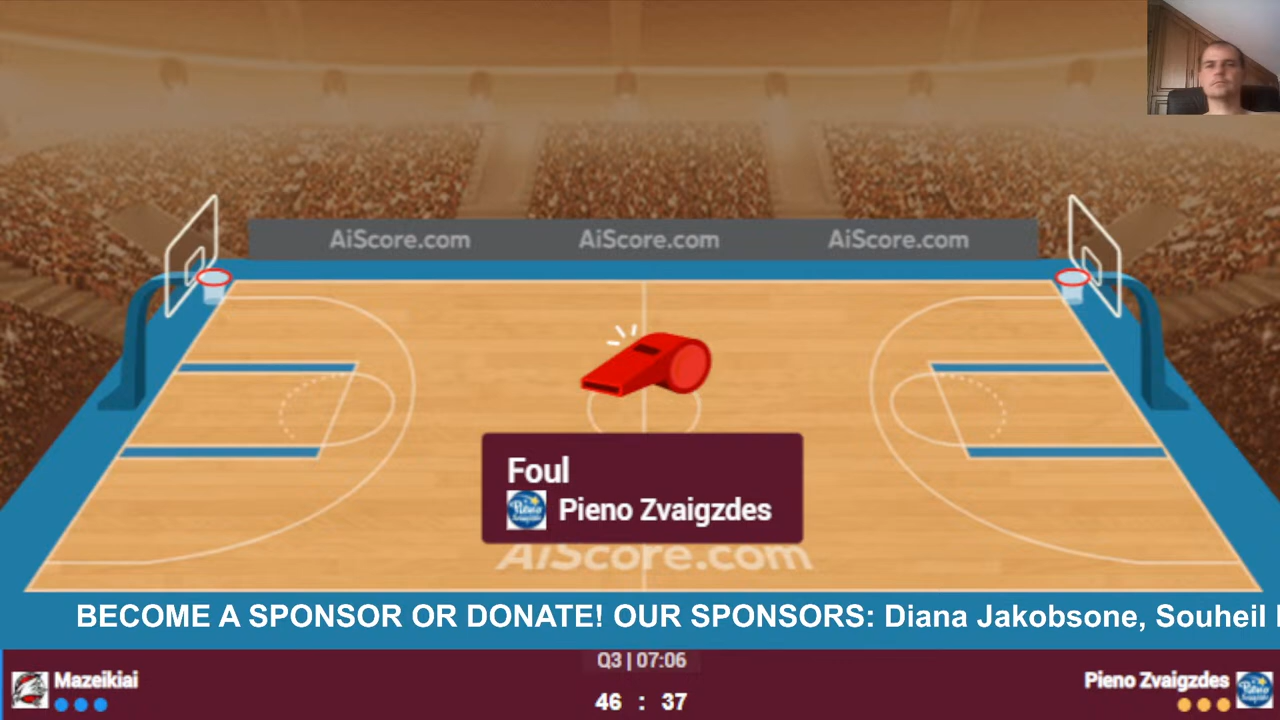 AiScore.com AiScore.com AiScore.com
Foul
Pieno Zvaigzdes
AiScore.com
BECOME A SPONSOR OR DONATE! OUR SPONSORS: Diana Jakobsone, Souheil
Q3 | 07:06
Mazeikiai
Pieno Zvaigzdes
46 : 37